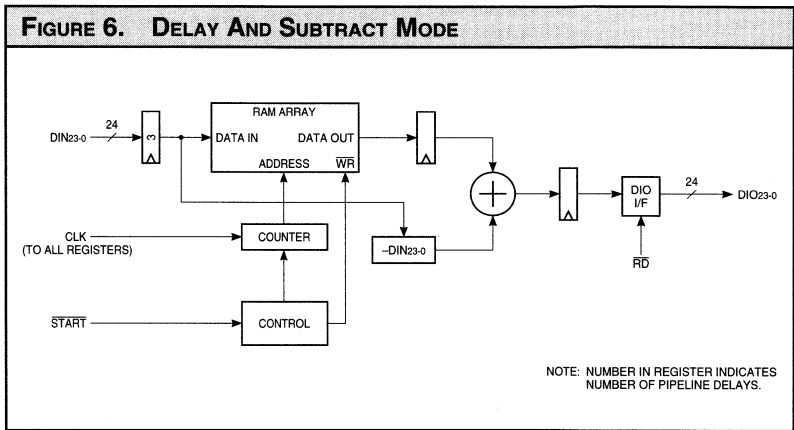 FIGURE 6. DELAY AND SUBTRACT MODE
RAM ARRAY
DIN23-0
24
3
DATA IN
DATA OUT
ADDRESS
WR
DIO
I/F
24
DIO23-0
CLK
(TO ALL REGISTERS)
COUNTER
–DIN23-0
RD
START
CONTROL
NOTE: NUMBER IN REGISTER INDICATES
NUMBER OF PIPELINE DELAYS.